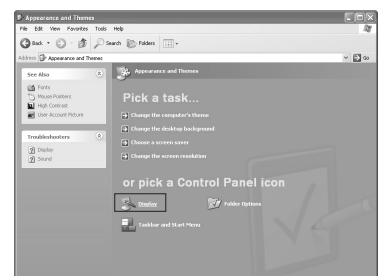 Appearance and Themes
File Edit View Favorites Tools Help
Back Search Folders
Address Appearance and Themes Go
See Also
Fonts
Mouse Pointers
High Contrast
User Account Picture
Troubleshooters
Display
Sound
Appearance and Themes
Pick a task...
Change the computer's theme
Change the desktop background
Choose a screen saver
Change the screen resolution
or pick a Control Panel icon
Display Folder Options
Taskbar and Start Menu